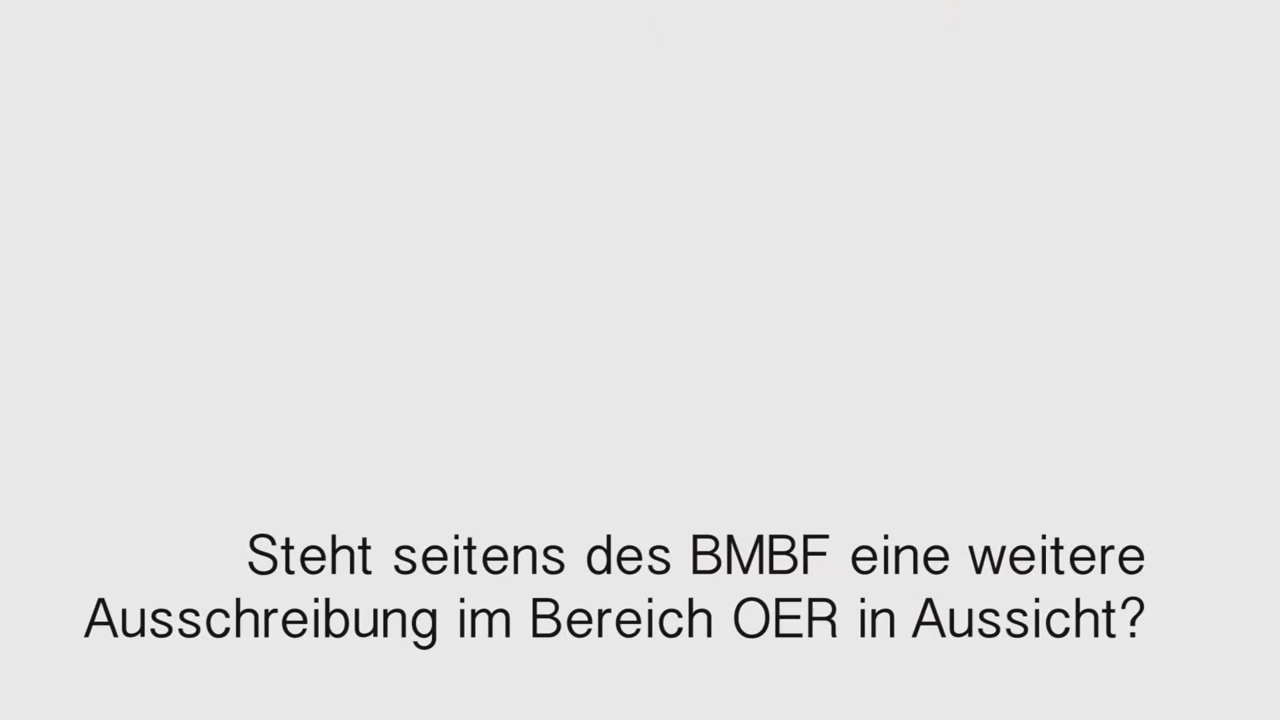 Steht seitens des BMBF eine weitere
Ausschreibung im Bereich OER in Aussicht?